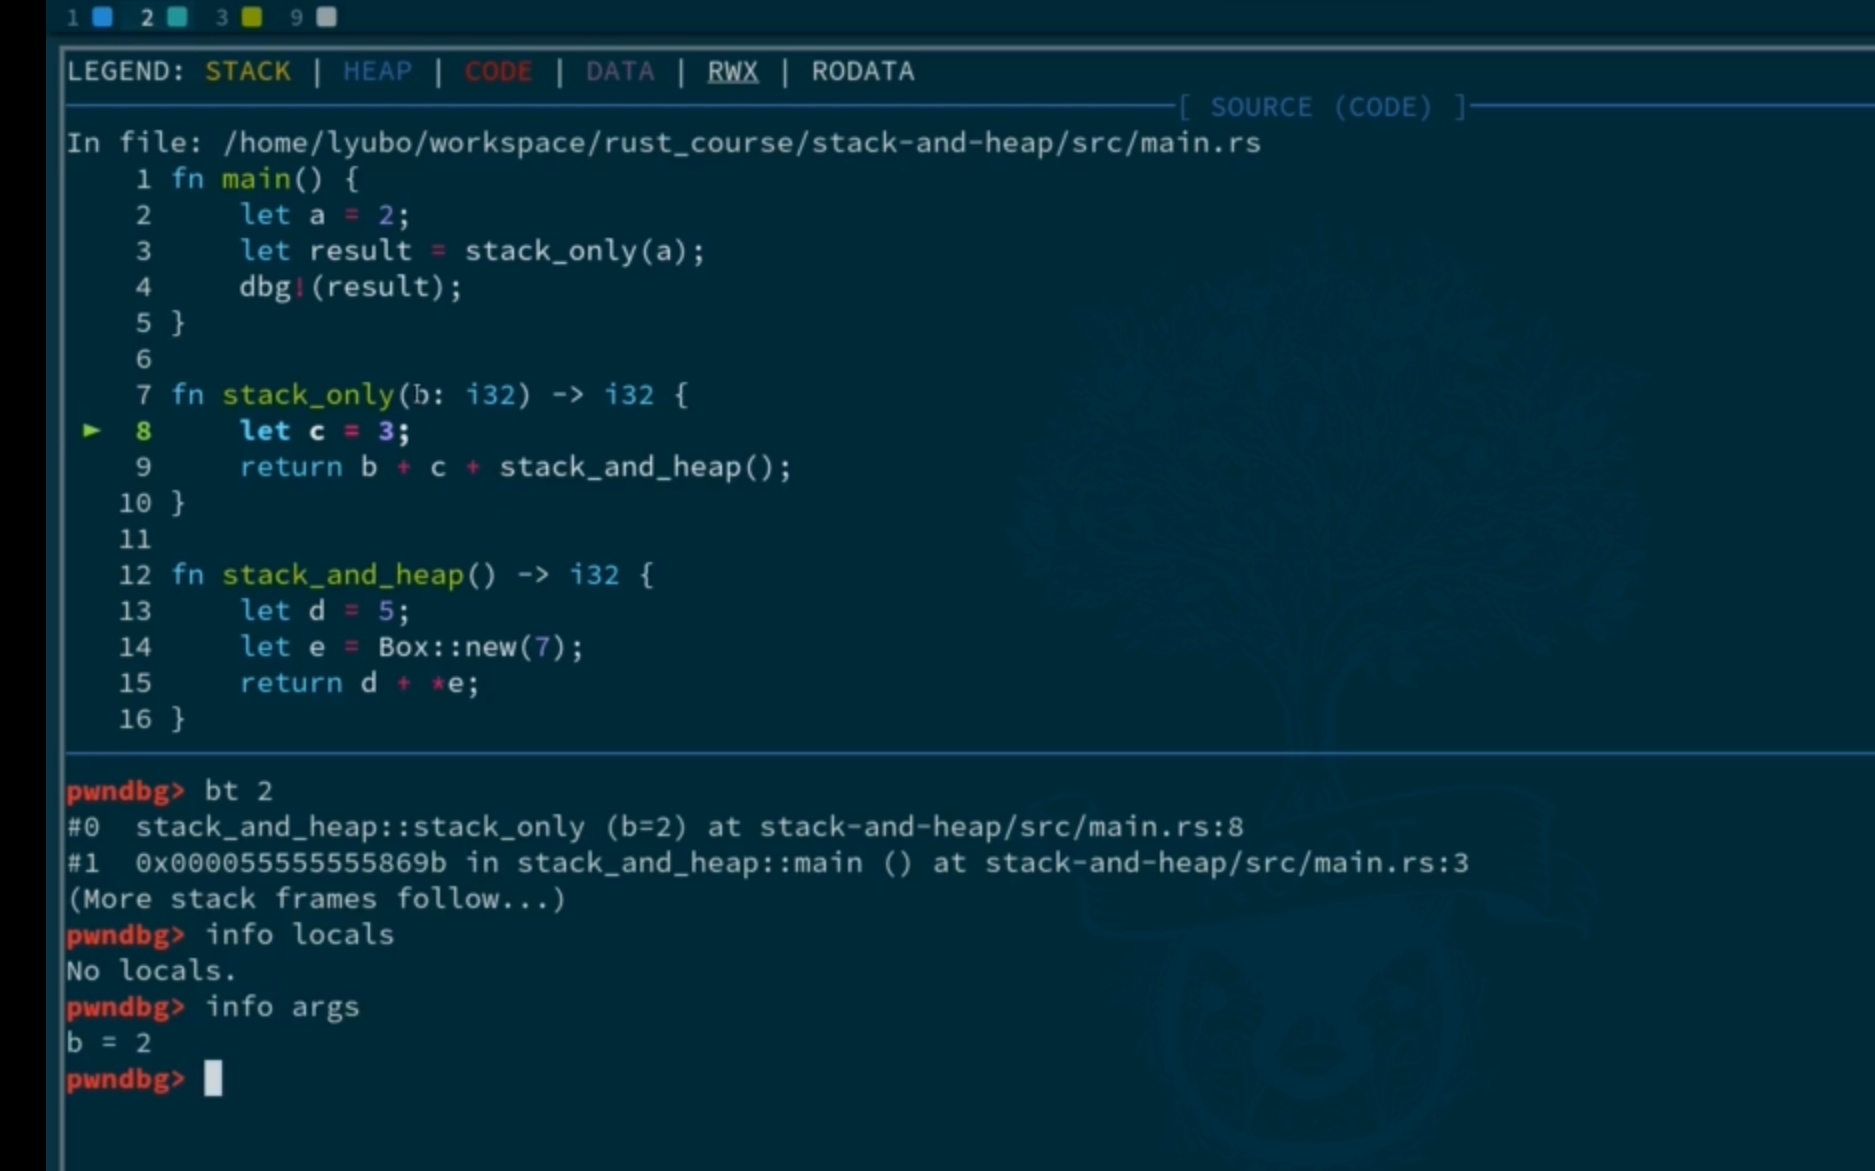 1 2 3 9
LEGEND: STACK | HEAP | CODE | DATA | RWX | RODATA
[ SOURCE (CODE) ]
In file: /home/lyubo/workspace/rust_course/stack-and-heap/src/main.rs
1 fn main() {
2     let a = 2;
3     let result = stack_only(a);
4     dbg!(result);
5 }
6
7 fn stack_only(b: i32) -> i32 {
► 8     let c = 3;
9     return b + c + stack_and_heap();
10 }
11
12 fn stack_and_heap() -> i32 {
13     let d = 5;
14     let e = Box::new(7);
15     return d + *e;
16 }
pwndbg> bt 2
#0  stack_and_heap::stack_only (b=2) at stack-and-heap/src/main.rs:8
#1  0x000055555555869b in stack_and_heap::main () at stack-and-heap/src/main.rs:3
(More stack frames follow...)
pwndbg> info locals
No locals.
pwndbg> info args
b = 2
pwndbg>